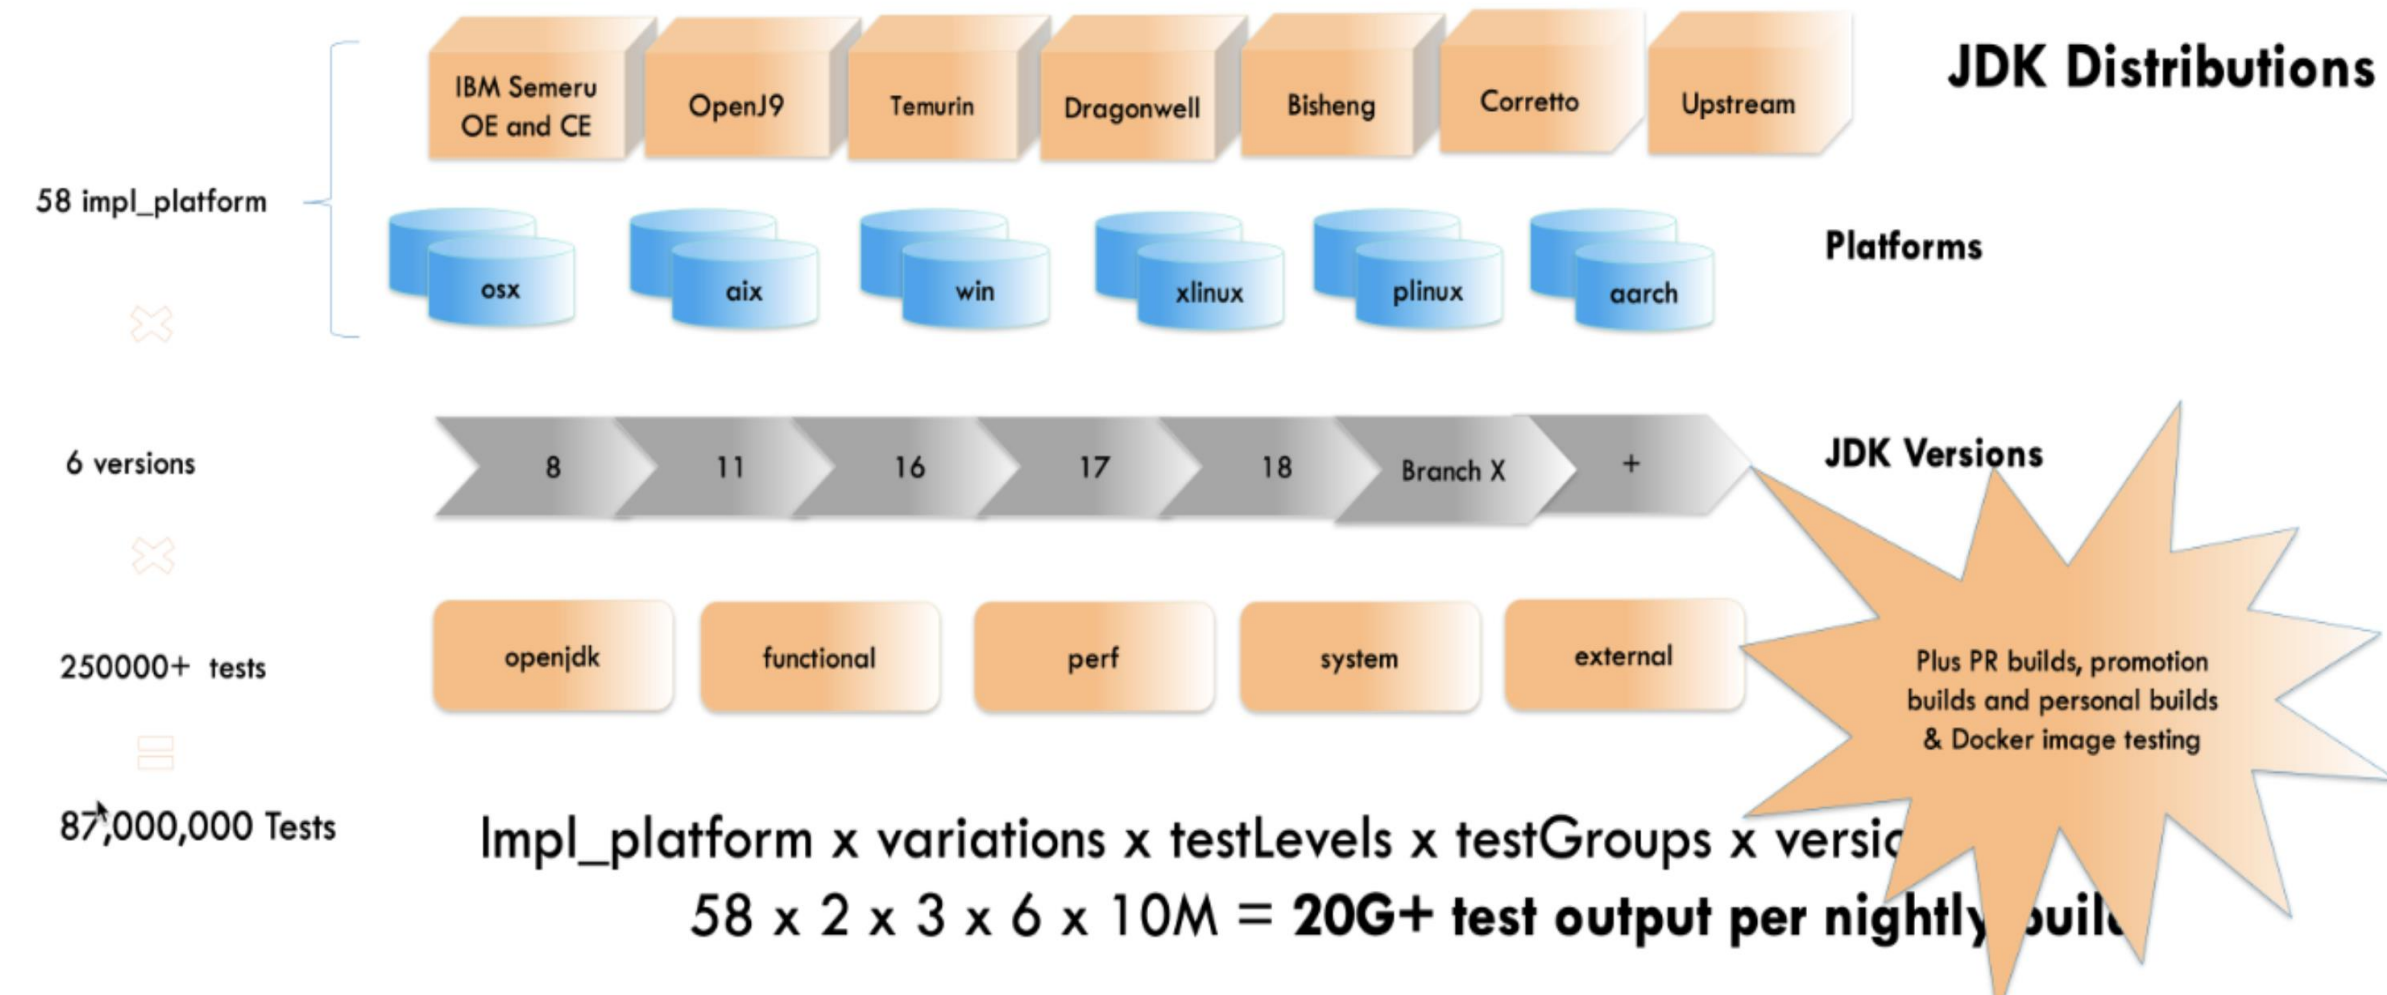 JDK Distributions
IBM Semeru
OE and CE
OpenJ9
Temurin
Dragonwell
Bisheng
Corretto
Upstream
58 impl_platform
Platforms
osx
aix
win
xlinux
plinux
aarch
6 versions
8
11
16
17
18
Branch X
+
JDK Versions
250000+ tests
openjdk
functional
perf
system
external
Plus PR builds, promotion
builds and personal builds
& Docker image testing
87,000,000 Tests
Impl_platform x variations x testLevels x testGroups x
58 x 2 x 3 x 6 x 10M = 20G+ test output per nightly